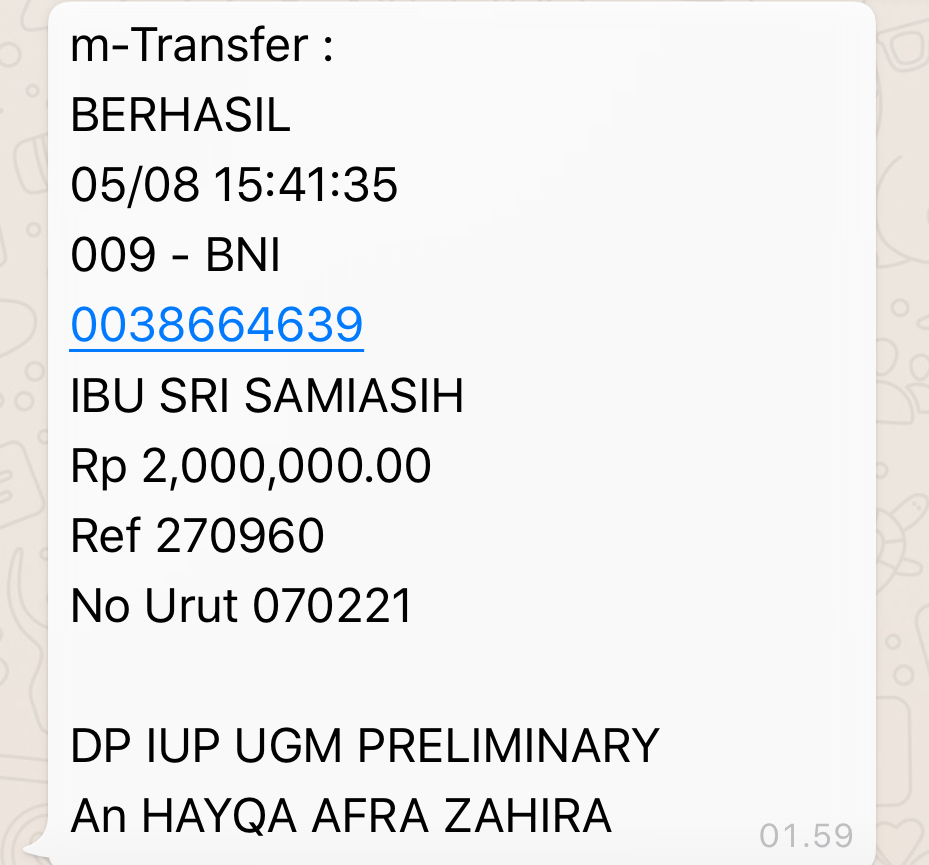 m-Transfer :
BERHASIL
05/08 15:41:35
009 - BNI
0038664639
IBU SRI SAMIASIH
Rp 2,000,000.00
Ref 270960
No Urut 070221
DP IUP UGM PRELIMINARY
An HAYQA AFRA ZAHIRA
01.59